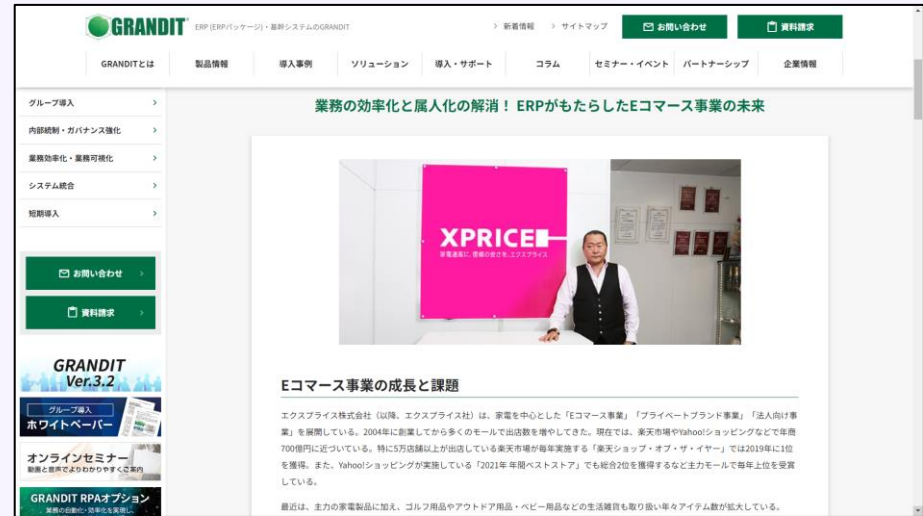 GRANDIT
ERP (ERPパッケージ)・基幹システムのGRANDIT
新着情報
サイトマップ
お問い合わせ
資料請求
GRANDITとは
製品情報
導入事例
ソリューション
導入・サポート
コラム
セミナー・イベント
パートナーシップ
企業情報
グループ導入
内部統制・ガバナンス強化
業務効率化・業務可視化
システム統合
短期導入
お問い合わせ
資料請求
GRANDIT
Ver.3.2
グループ導入
ホワイトペーパー
オンラインセミナー
動画と音声でよりわかりやすくご案内
GRANDIT RPAオプション
業務の自動化・効率化を実現し、
業務の効率化と属人化の解消！ ERPがもたらしたEコマース事業の未来
XPRICE
家電通販に、信頼の安さを。エクスプライス
Eコマース事業の成長と課題
エクスプライス株式会社（以降、エクスプライス社）は、家電を中心とした「Eコマース事業」「プライベートブランド事業」「法人向け事
業」を展開している。2004年に創業してから多くのモールで出店数を増やしてきた。現在では、楽天市場やYahoo!ショッピングなどで年商
700億円に近づいている。特に5万店舗以上が出店している楽天市場が毎年実施する「楽天ショップ・オブ・ザ・イヤー」では2019年に1位
を獲得。また、Yahoo!ショッピングが実施している「2021年 年間ベストストア」でも総合2位を獲得するなど主力モールで毎年上位を受賞
している。
最近は、主力の家電製品に加え、ゴルフ用品やアウトドア用品・ベビー用品などの生活雑貨も取り扱い年々アイテム数が拡大している。